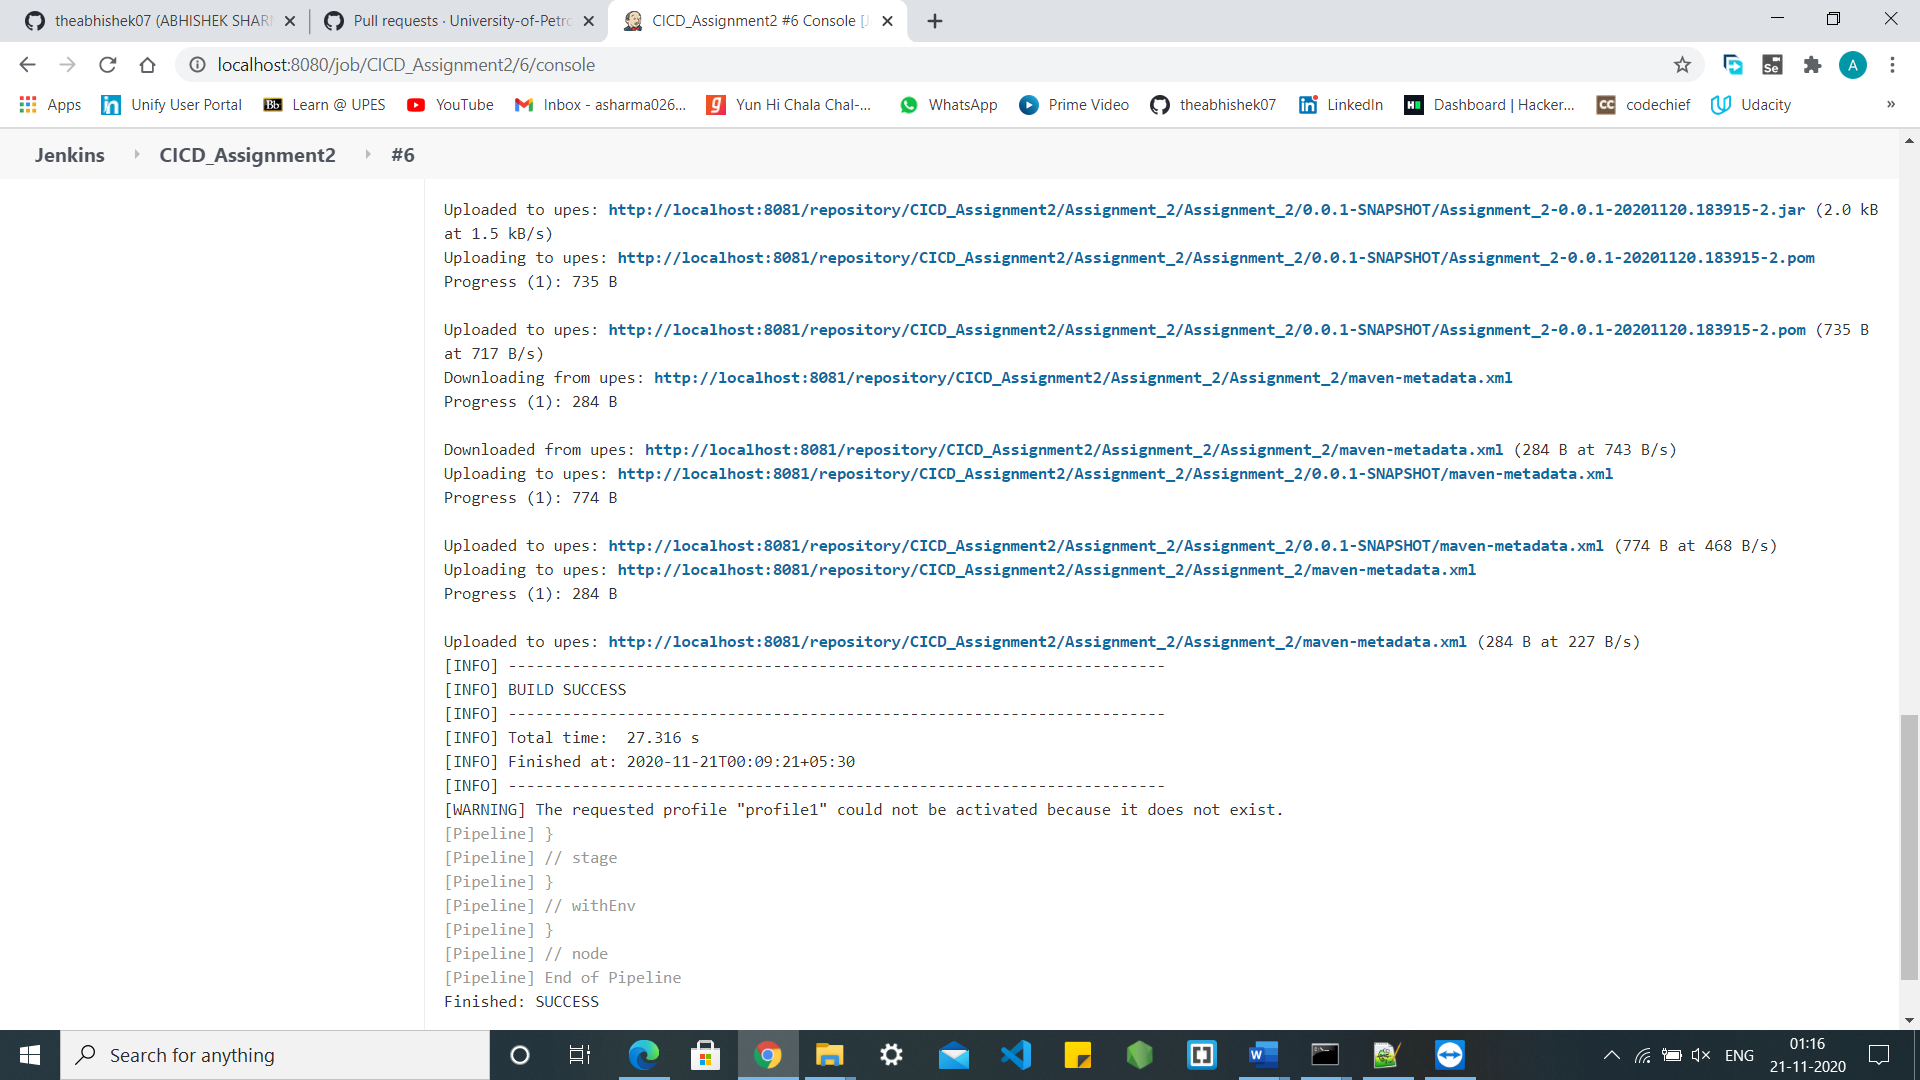 theabhishek07 (ABHISHEK SHAR
Pull requests · University-of-Petro
CICD_Assignment2 #6 Console [J
localhost:8080/job/CICD_Assignment2/6/console
Se
A
Apps
Unify User Portal
Bb Learn @ UPES
YouTube
Inbox - asharma026...
Yun Hi Chala Chal-...
WhatsApp
Prime Video
theabhishek07
LinkedIn
Dashboard | Hacker...
CC codechief
Udacity
»
Jenkins
CICD_Assignment2
#6
Uploaded to upes: http://localhost:8081/repository/CICD_Assignment2/Assignment_2/Assignment_2/0.0.1-SNAPSHOT/Assignment_2-0.0.1-20201120.183915-2.jar (2.0 kB
at 1.5 kB/s)
Uploading to upes: http://localhost:8081/repository/CICD_Assignment2/Assignment_2/Assignment_2/0.0.1-SNAPSHOT/Assignment_2-0.0.1-20201120.183915-2.pom
Progress (1): 735 B
Uploaded to upes: http://localhost:8081/repository/CICD_Assignment2/Assignment_2/Assignment_2/0.0.1-SNAPSHOT/Assignment_2-0.0.1-20201120.183915-2.pom (735 B
at 717 B/s)
Downloading from upes: http://localhost:8081/repository/CICD_Assignment2/Assignment_2/Assignment_2/maven-metadata.xml
Progress (1): 284 B
Downloaded from upes: http://localhost:8081/repository/CICD_Assignment2/Assignment_2/Assignment_2/maven-metadata.xml (284 B at 743 B/s)
Uploading to upes: http://localhost:8081/repository/CICD_Assignment2/Assignment_2/Assignment_2/0.0.1-SNAPSHOT/maven-metadata.xml
Progress (1): 774 B
Uploaded to upes: http://localhost:8081/repository/CICD_Assignment2/Assignment_2/Assignment_2/0.0.1-SNAPSHOT/maven-metadata.xml (774 B at 468 B/s)
Uploading to upes: http://localhost:8081/repository/CICD_Assignment2/Assignment_2/Assignment_2/maven-metadata.xml
Progress (1): 284 B
Uploaded to upes: http://localhost:8081/repository/CICD_Assignment2/Assignment_2/Assignment_2/maven-metadata.xml (284 B at 227 B/s)
[INFO] ------------------------------------------------------------------------
[INFO] BUILD SUCCESS
[INFO] ------------------------------------------------------------------------
[INFO] Total time:  27.316 s
[INFO] Finished at: 2020-11-21T00:09:21+05:30
[INFO] ------------------------------------------------------------------------
[WARNING] The requested profile "profile1" could not be activated because it does not exist.
[Pipeline] }
[Pipeline] // stage
[Pipeline] }
[Pipeline] // withEnv
[Pipeline] }
[Pipeline] // node
[Pipeline] End of Pipeline
Finished: SUCCESS
Search for anything
ENG
01:16
21-11-2020